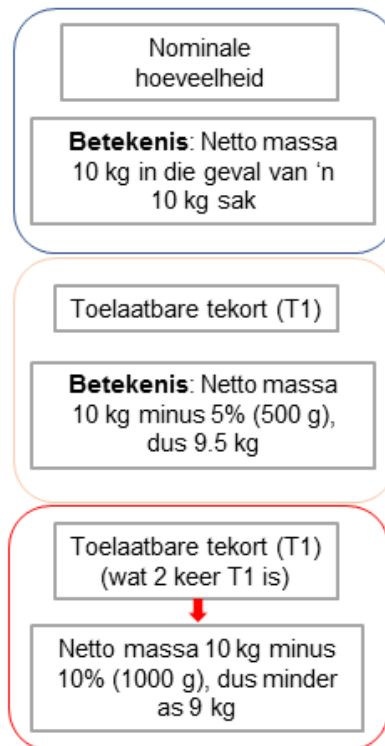 Nominale
hoeveelheid
Betekenis: Netto massa
10 kg in die geval van ‘n
10 kg sak
Toelaatbare tekort (T1)
Betekenis: Netto massa
10 kg minus 5% (500 g),
dus 9.5 kg
Toelaatbare tekort (T1)
(wat 2 keer T1 is)
Netto massa 10 kg minus
10% (1000 g), dus minder
as 9 kg